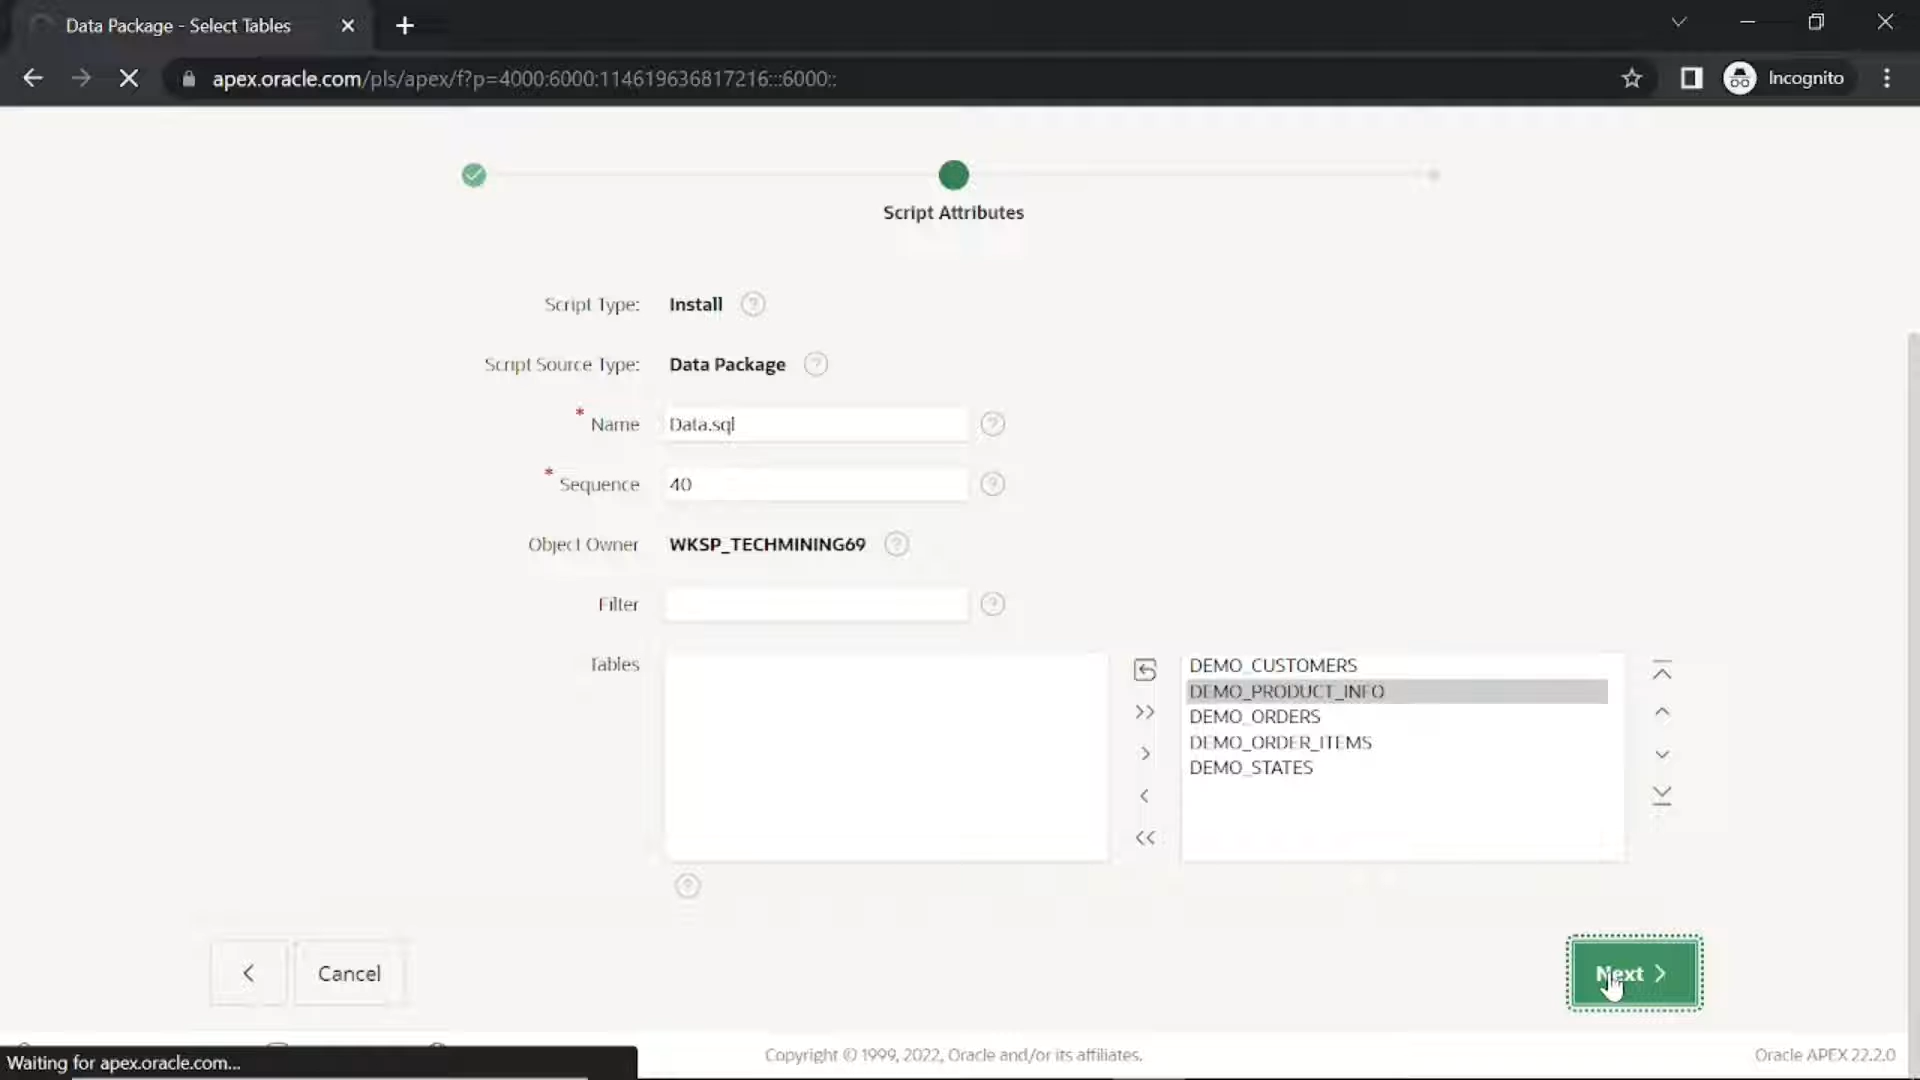 Data Package - Select Tables
apex.oracle.com/pls/apex/f?p=4000:6000:114619636817216:::6000::
Incognito
Script Attributes
Script Type: Install
Script Source Type: Data Package
* Name Data.sql
* Sequence 40
Object Owner WKSP_TECHMINING69
Filter
Tables
DEMO_CUSTOMERS
DEMO_PRODUCT_INFO
DEMO_ORDERS
DEMO_ORDER_ITEMS
DEMO_STATES
Cancel
Next
Waiting for apex.oracle.com...
Copyright © 1999, 2022, Oracle and/or its affiliates.
Oracle APEX 22.2.0